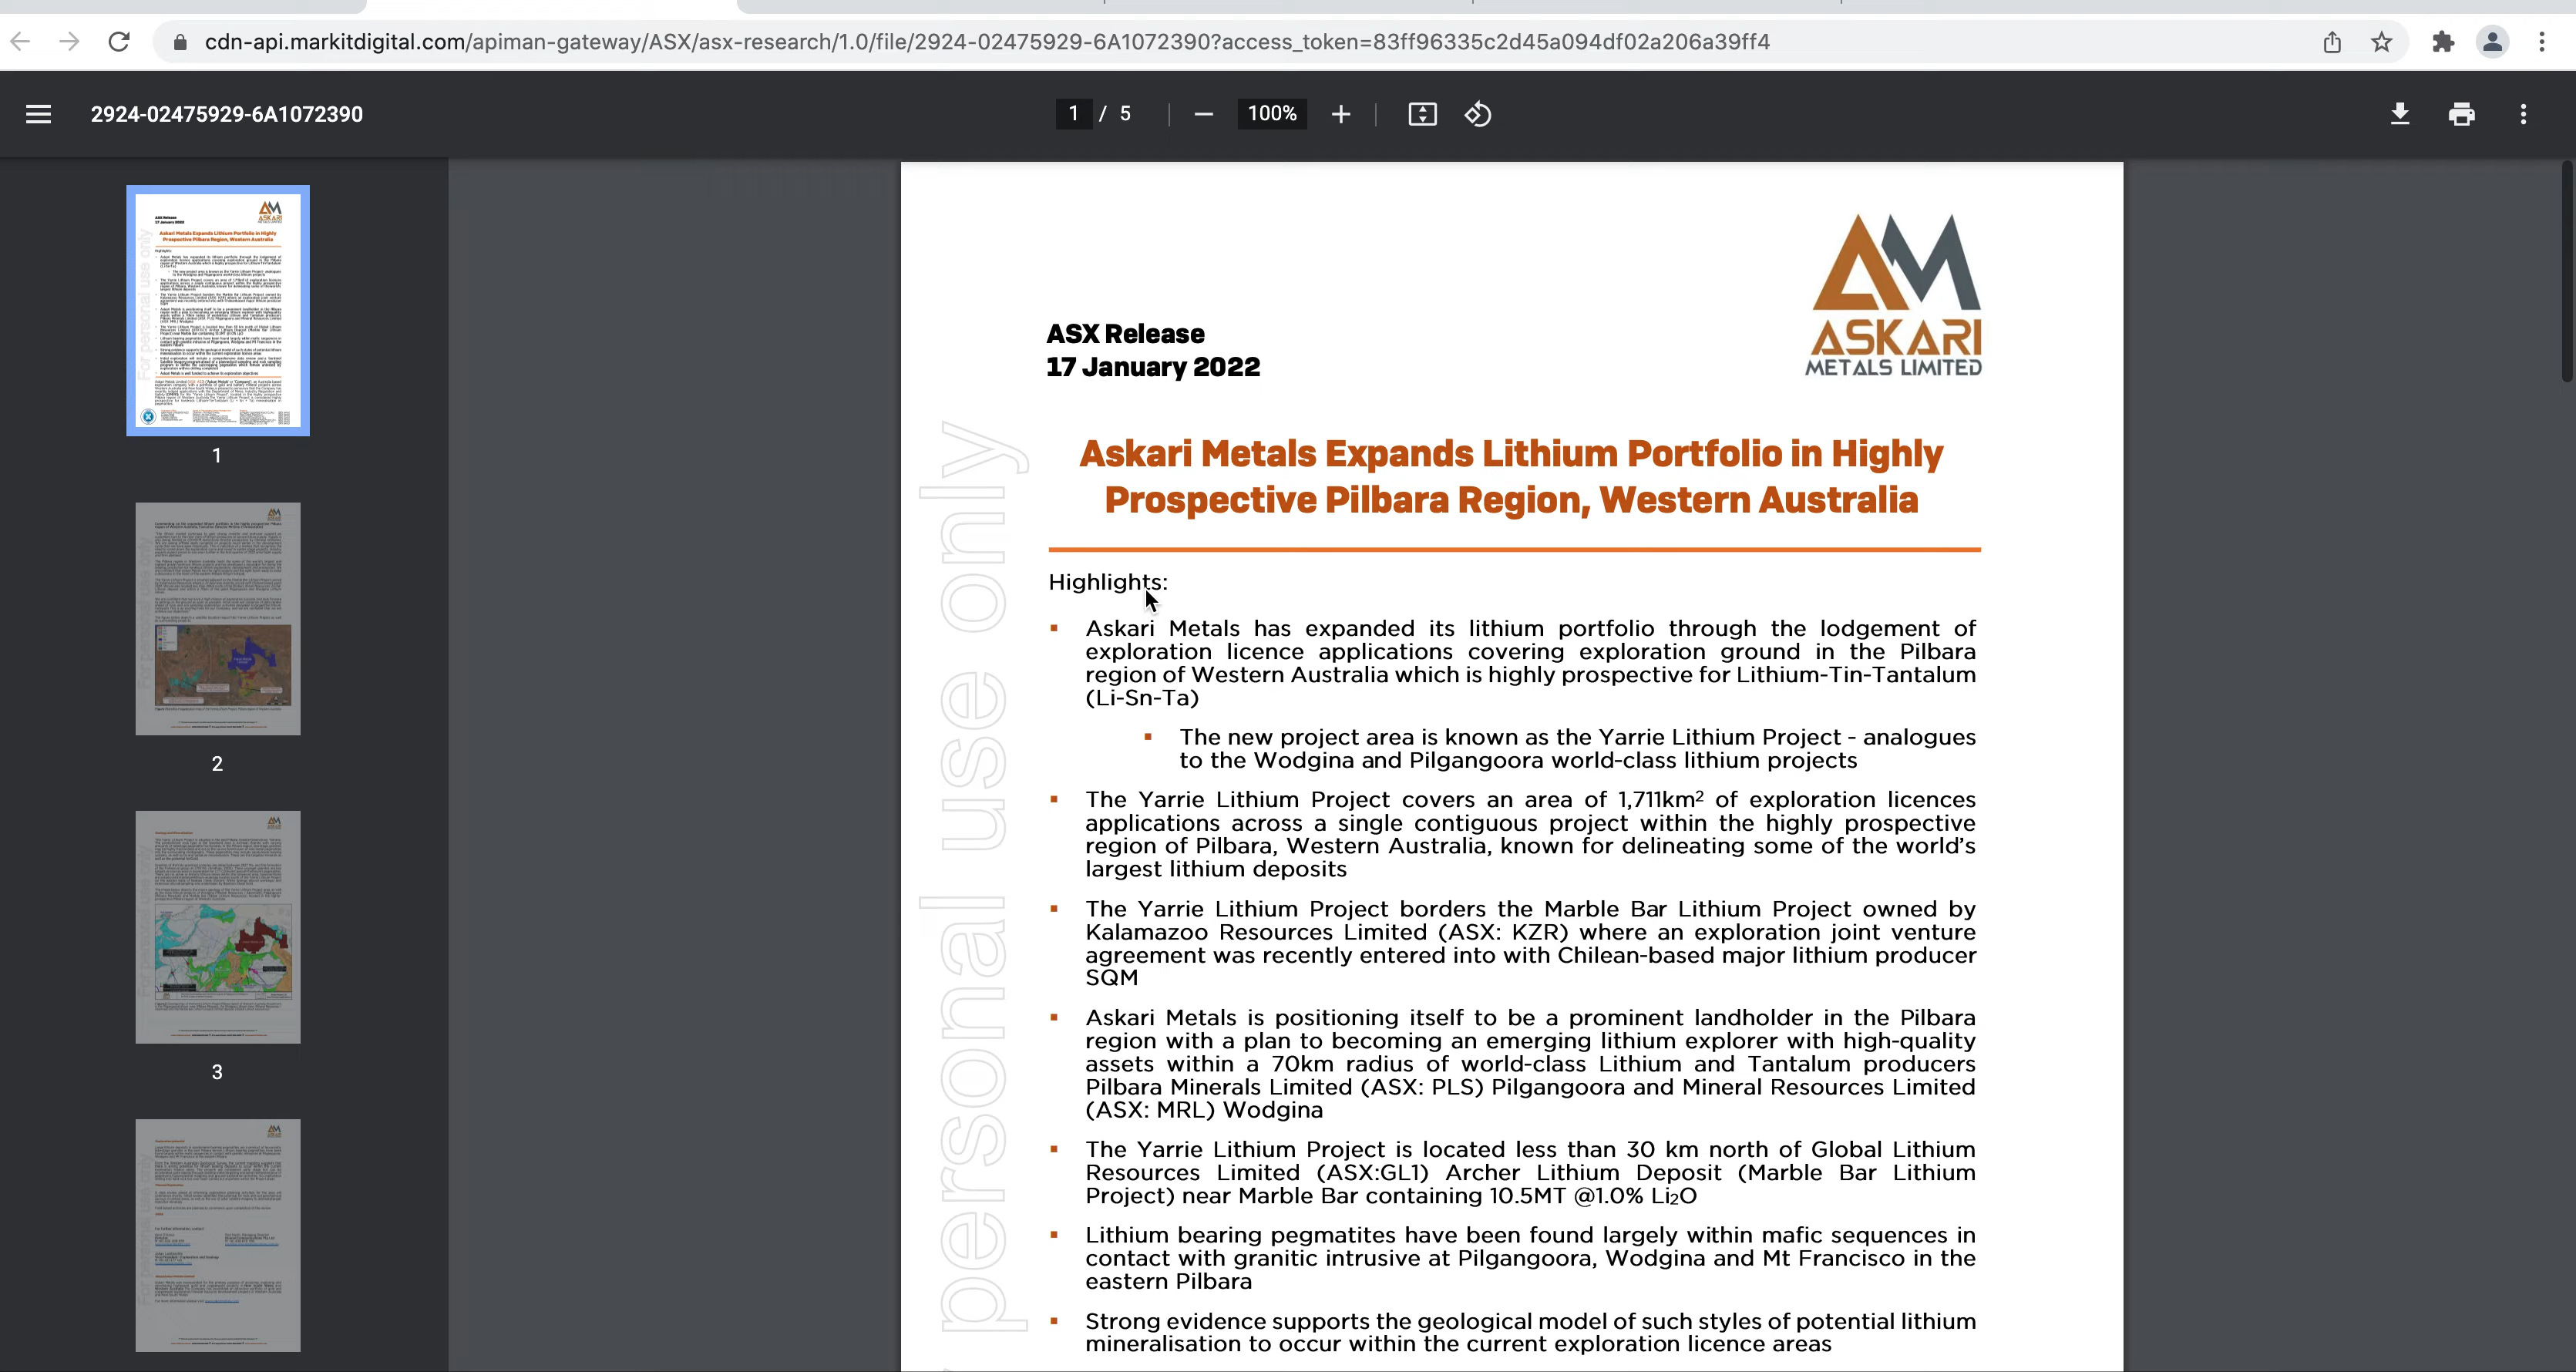 cdn-api.markitdigital.com/apiman-gateway/ASX/asx-research/1.0/file/2924-02475929-6A1072390?access_token=83ff96335c2d45a094df02a206a39ff4
2924-02475929-6A1072390
1 / 5
100%
1
2
3
AM
ASKARI
METALS LIMITED
ASX Release
17 January 2022
Askari Metals Expands Lithium Portfolio in Highly
Prospective Pilbara Region, Western Australia
personal use only
Highlights:
▪ Askari Metals has expanded its lithium portfolio through the lodgement of
exploration licence applications covering exploration ground in the Pilbara
region of Western Australia which is highly prospective for Lithium-Tin-Tantalum
(Li-Sn-Ta)
▪ The new project area is known as the Yarrie Lithium Project - analogues
to the Wodgina and Pilgangoora world-class lithium projects
▪ The Yarrie Lithium Project covers an area of 1,711km² of exploration licences
applications across a single contiguous project within the highly prospective
region of Pilbara, Western Australia, known for delineating some of the world’s
largest lithium deposits
▪ The Yarrie Lithium Project borders the Marble Bar Lithium Project owned by
Kalamazoo Resources Limited (ASX: KZR) where an exploration joint venture
agreement was recently entered into with Chilean-based major lithium producer
SQM
▪ Askari Metals is positioning itself to be a prominent landholder in the Pilbara
region with a plan to becoming an emerging lithium explorer with high-quality
assets within a 70km radius of world-class Lithium and Tantalum producers
Pilbara Minerals Limited (ASX: PLS) Pilgangoora and Mineral Resources Limited
(ASX: MRL) Wodgina
▪ The Yarrie Lithium Project is located less than 30 km north of Global Lithium
Resources Limited (ASX:GL1) Archer Lithium Deposit (Marble Bar Lithium
Project) near Marble Bar containing 10.5MT @1.0% Li₂O
▪ Lithium bearing pegmatites have been found largely within mafic sequences in
contact with granitic intrusive at Pilgangoora, Wodgina and Mt Francisco in the
eastern Pilbara
▪ Strong evidence supports the geological model of such styles of potential lithium
mineralisation to occur within the current exploration licence areas